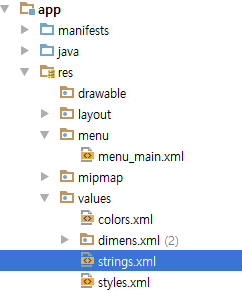 app
manifests
java
res
drawable
layout
menu
menu_main.xml
mipmap
values
colors.xml
dimens.xml (2)
strings.xml
styles.xml